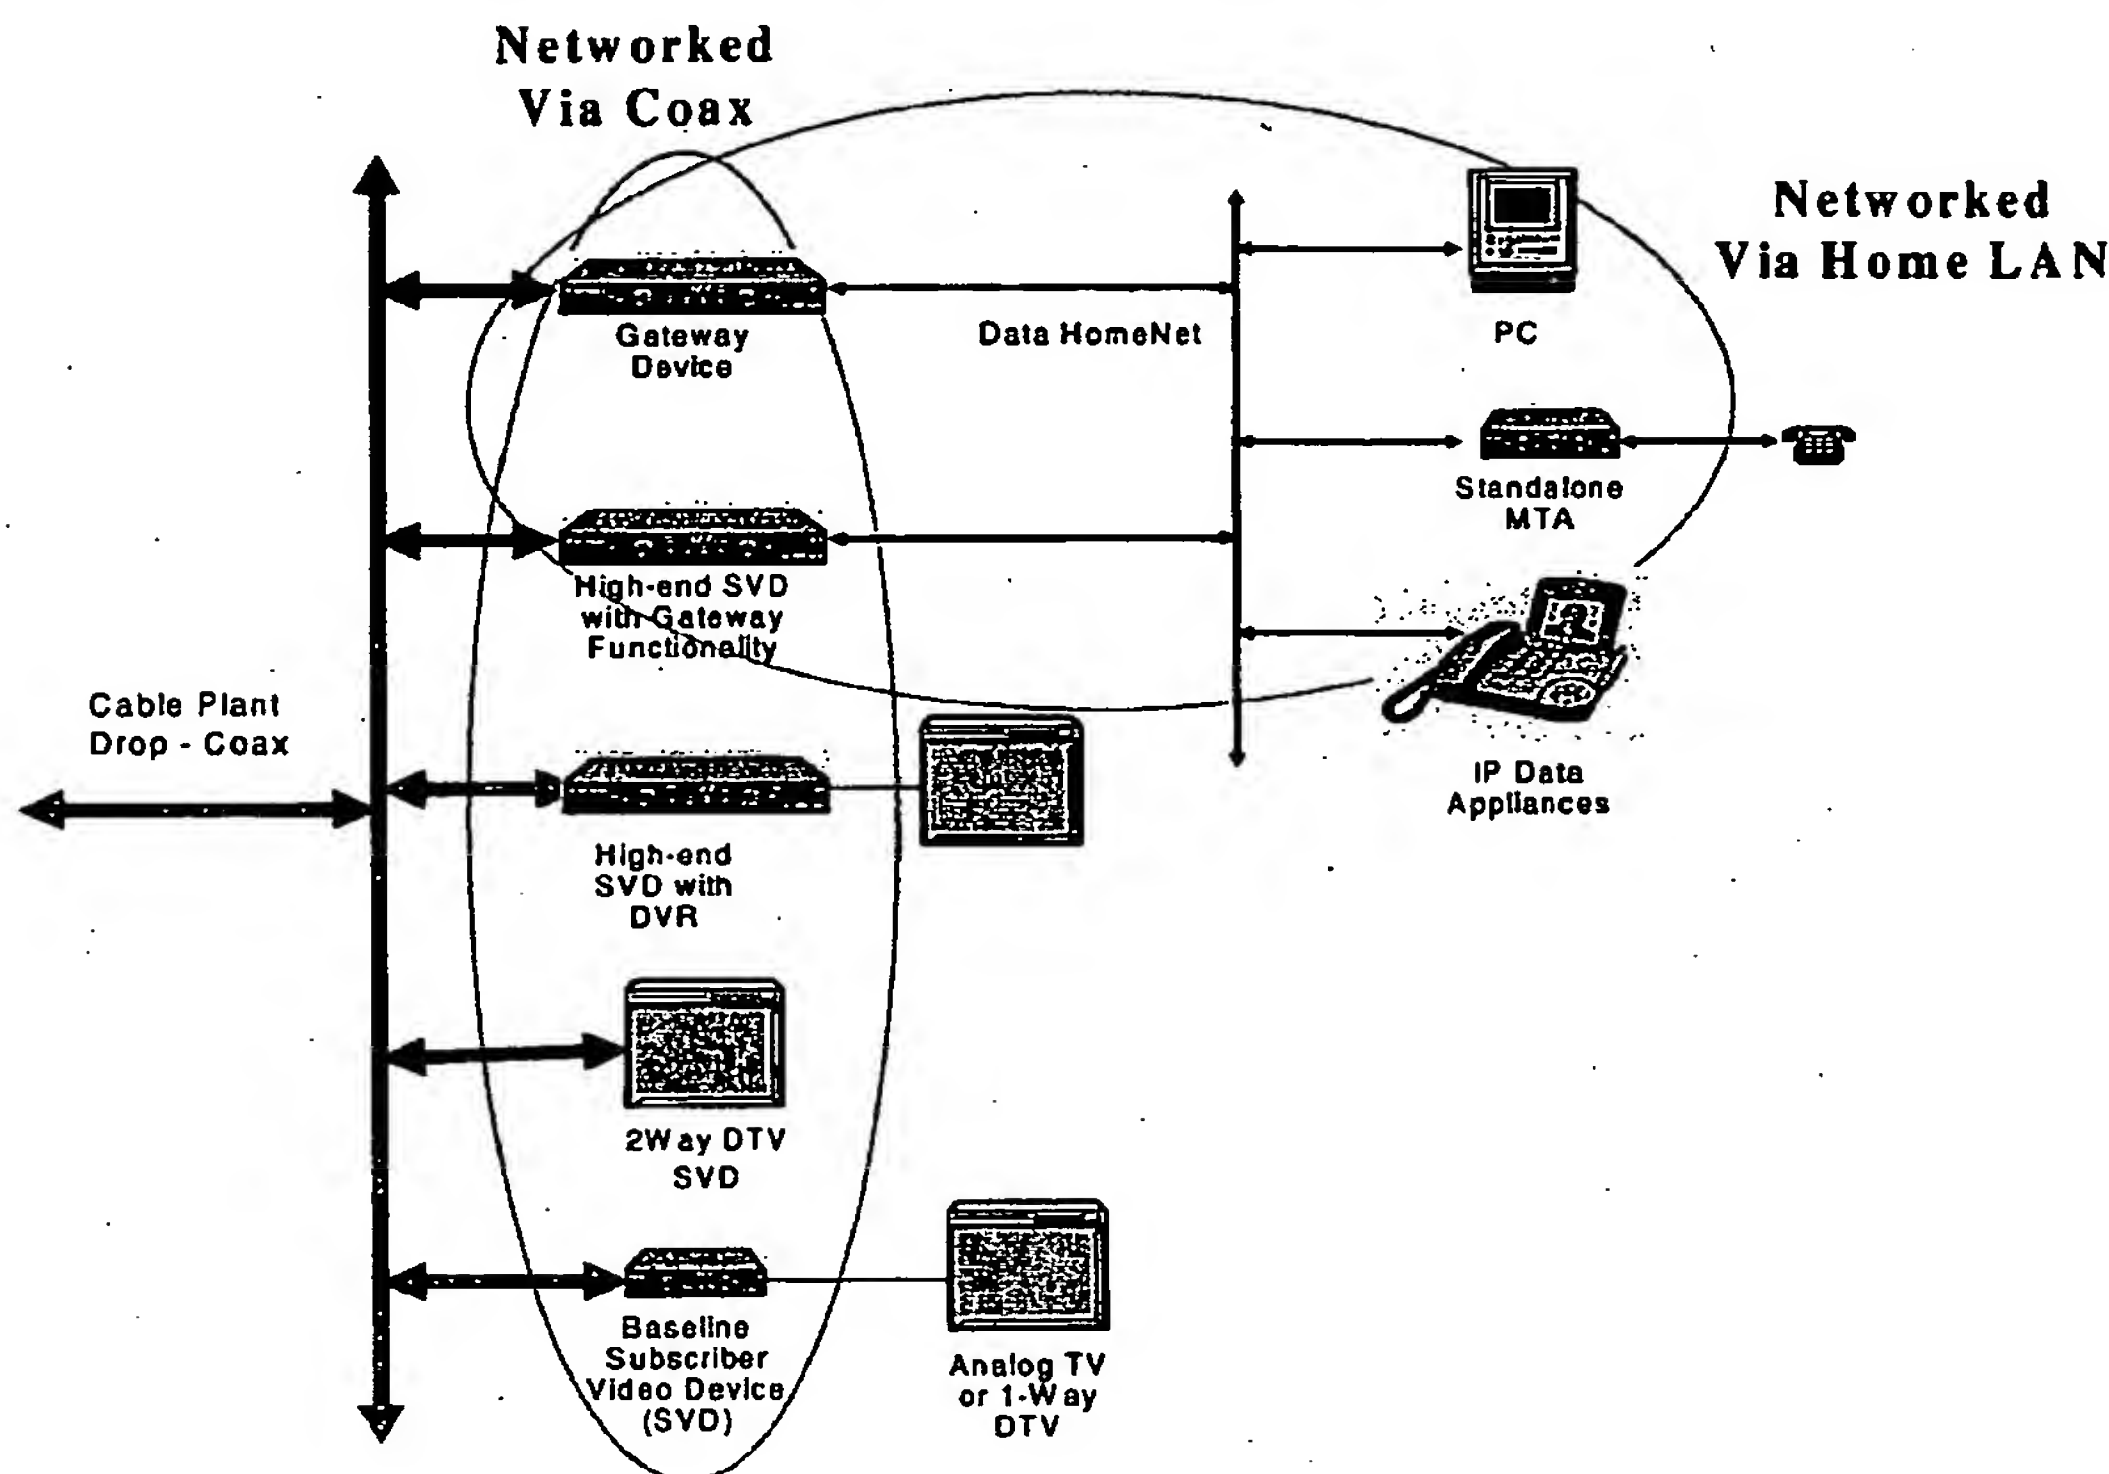 Networked
Via Coax
Networked
Via Home LAN
Gateway
Device
Data HomeNet
PC
Standalone
MTA
High-end SVD
with Gateway
Functionality
Cable Plant
Drop - Coax
IP Data
Appliances
High-end
SVD with
DVR
2Way DTV
SVD
Baseline
Subscriber
Video Device
(SVD)
Analog TV
or 1-Way
DTV